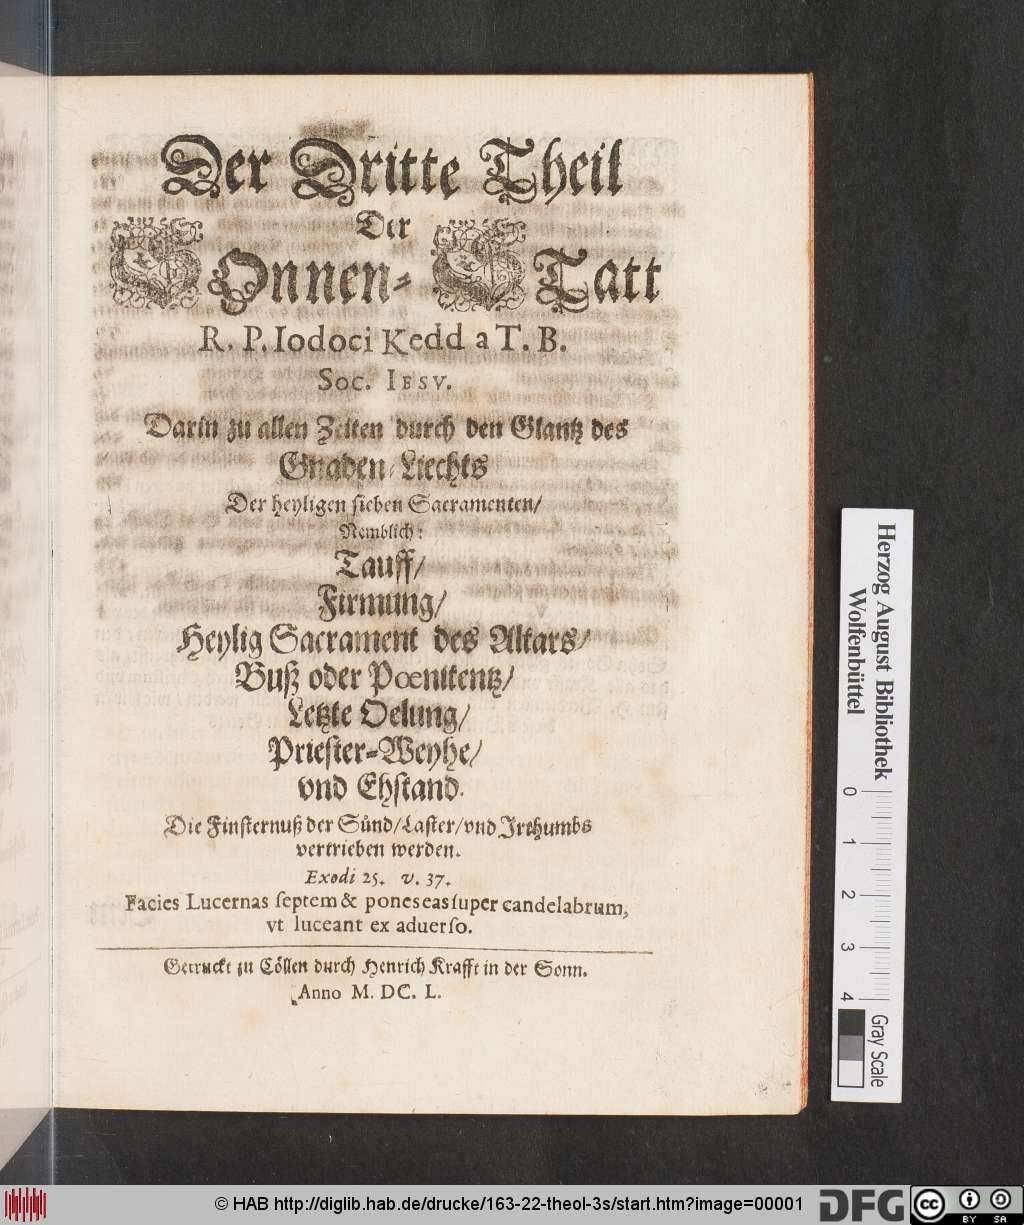 Der Dritte Theil
Der
SOnnen-STatt
R. P. Iodoci Kedd a T. B.
Soc. IESV.
Darin zu allen Zeiten durch den Glantz des
Gnaden-Liechts
Der heyligen sieben Sacramenten/
Nemblich:
Tauff/
Firmung/
Heylig Sacrament des Altars/
Buß oder Pœnitentz/
Letzte Oelung/
Priester-Weyhe/
vnd Ehstand.
Die Finsternuß der Sünd/Laster/vnd Jrthumbs
vertrieben werden.
Exodi 25. v. 37.
Facies Lucernas ſeptem & pones eas ſuper candelabrum,
vt luceant ex aduerſo.
Getruckt zu Cöllen durch Henrich Krafft in der Sonn.
Anno M. DC. L.
Herzog August Bibliothek
Wolfenbüttel
0 1 2 3 4
Gray Scale
© HAB http://diglib.hab.de/drucke/163-22-theol-3s/start.htm?image=00001
DFG
cc BY SA